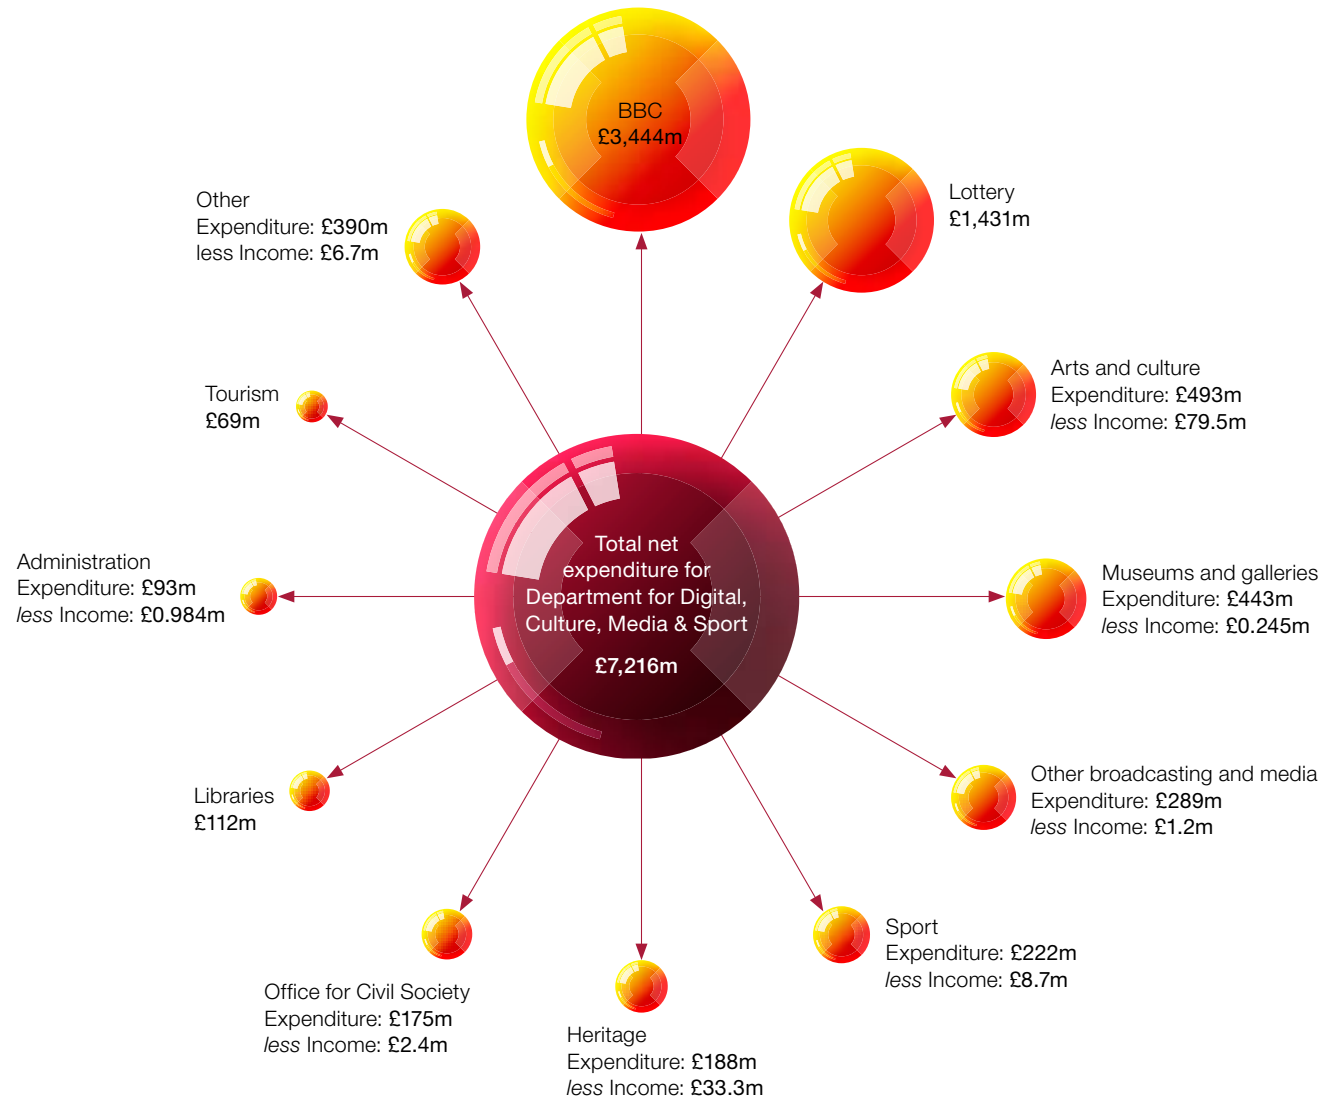 BBC
£3,444m
Lottery
£1,431m
Other
Expenditure: £390m
less Income: £6.7m
Arts and culture
Expenditure: £493m
less Income: £79.5m
Tourism
£69m
Total net
expenditure for
Department for Digital,
Culture, Media & Sport
£7,216m
Administration
Expenditure: £93m
less Income: £0.984m
Museums and galleries
Expenditure: £443m
less Income: £0.245m
Other broadcasting and media
Expenditure: £289m
less Income: £1.2m
Libraries
£112m
Sport
Expenditure: £222m
less Income: £8.7m
Office for Civil Society
Expenditure: £175m
less Income: £2.4m
Heritage
Expenditure: £188m
less Income: £33.3m